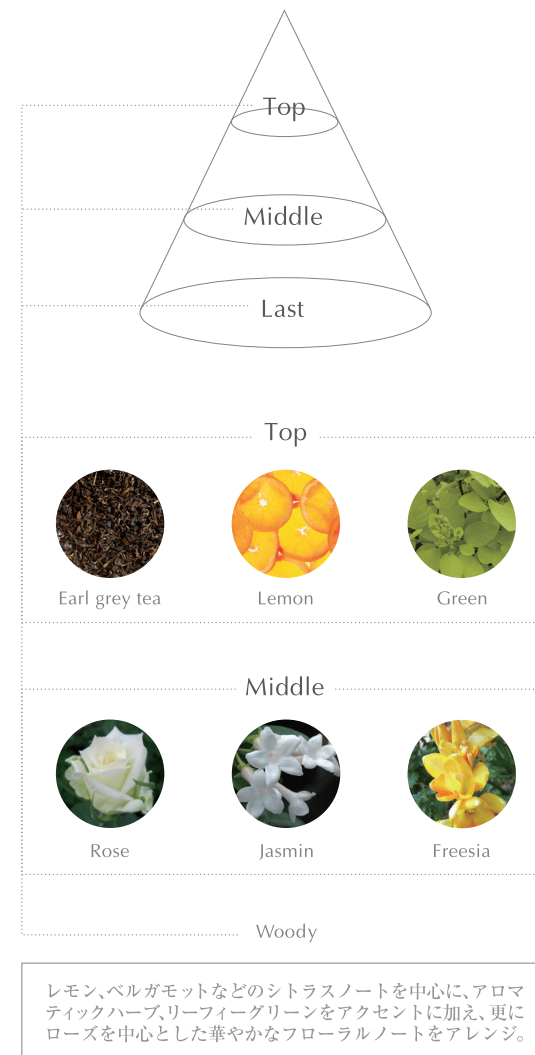 Top
Middle
Last
Top
Earl grey tea
Lemon
Green
Middle
Rose
Jasmin
Freesia
Woody
レモン、ベルガモットなどのシトラスノートを中心に、アロマ
ティックハーブ、リーフィーグリーンをアクセントに加え、更に
ローズを中心とした華やかなフローラルノートをアレンジ。